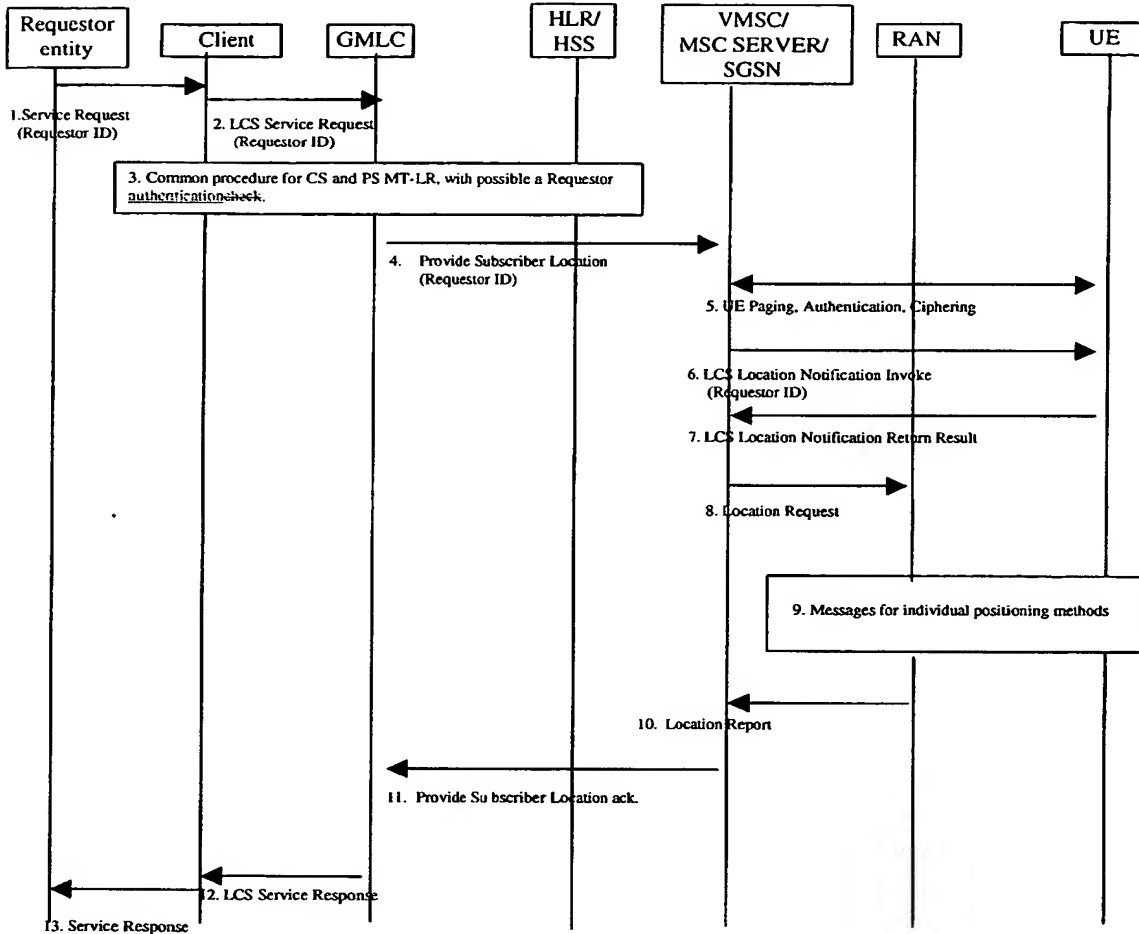 Requestor
entity
Client
GMLC
HLR/
HSS
VMSC/
MSC SERVER/
SGSN
RAN
UE
1.Service Request
(Requestor ID)
2. LCS Service Request
(Requestor ID)
3. Common procedure for CS and PS MT-LR, with possible a Requestor
authenticationcheck.
4. Provide Subscriber Location
(Requestor ID)
5. UE Paging, Authentication, Ciphering
6. LCS Location Notification Invoke
(Requestor ID)
7. LCS Location Notification Return Result
8. Location Request
9. Messages for individual positioning methods
10. Location Report
11. Provide Su bscriber Location ack.
12. LCS Service Response
13. Service Response